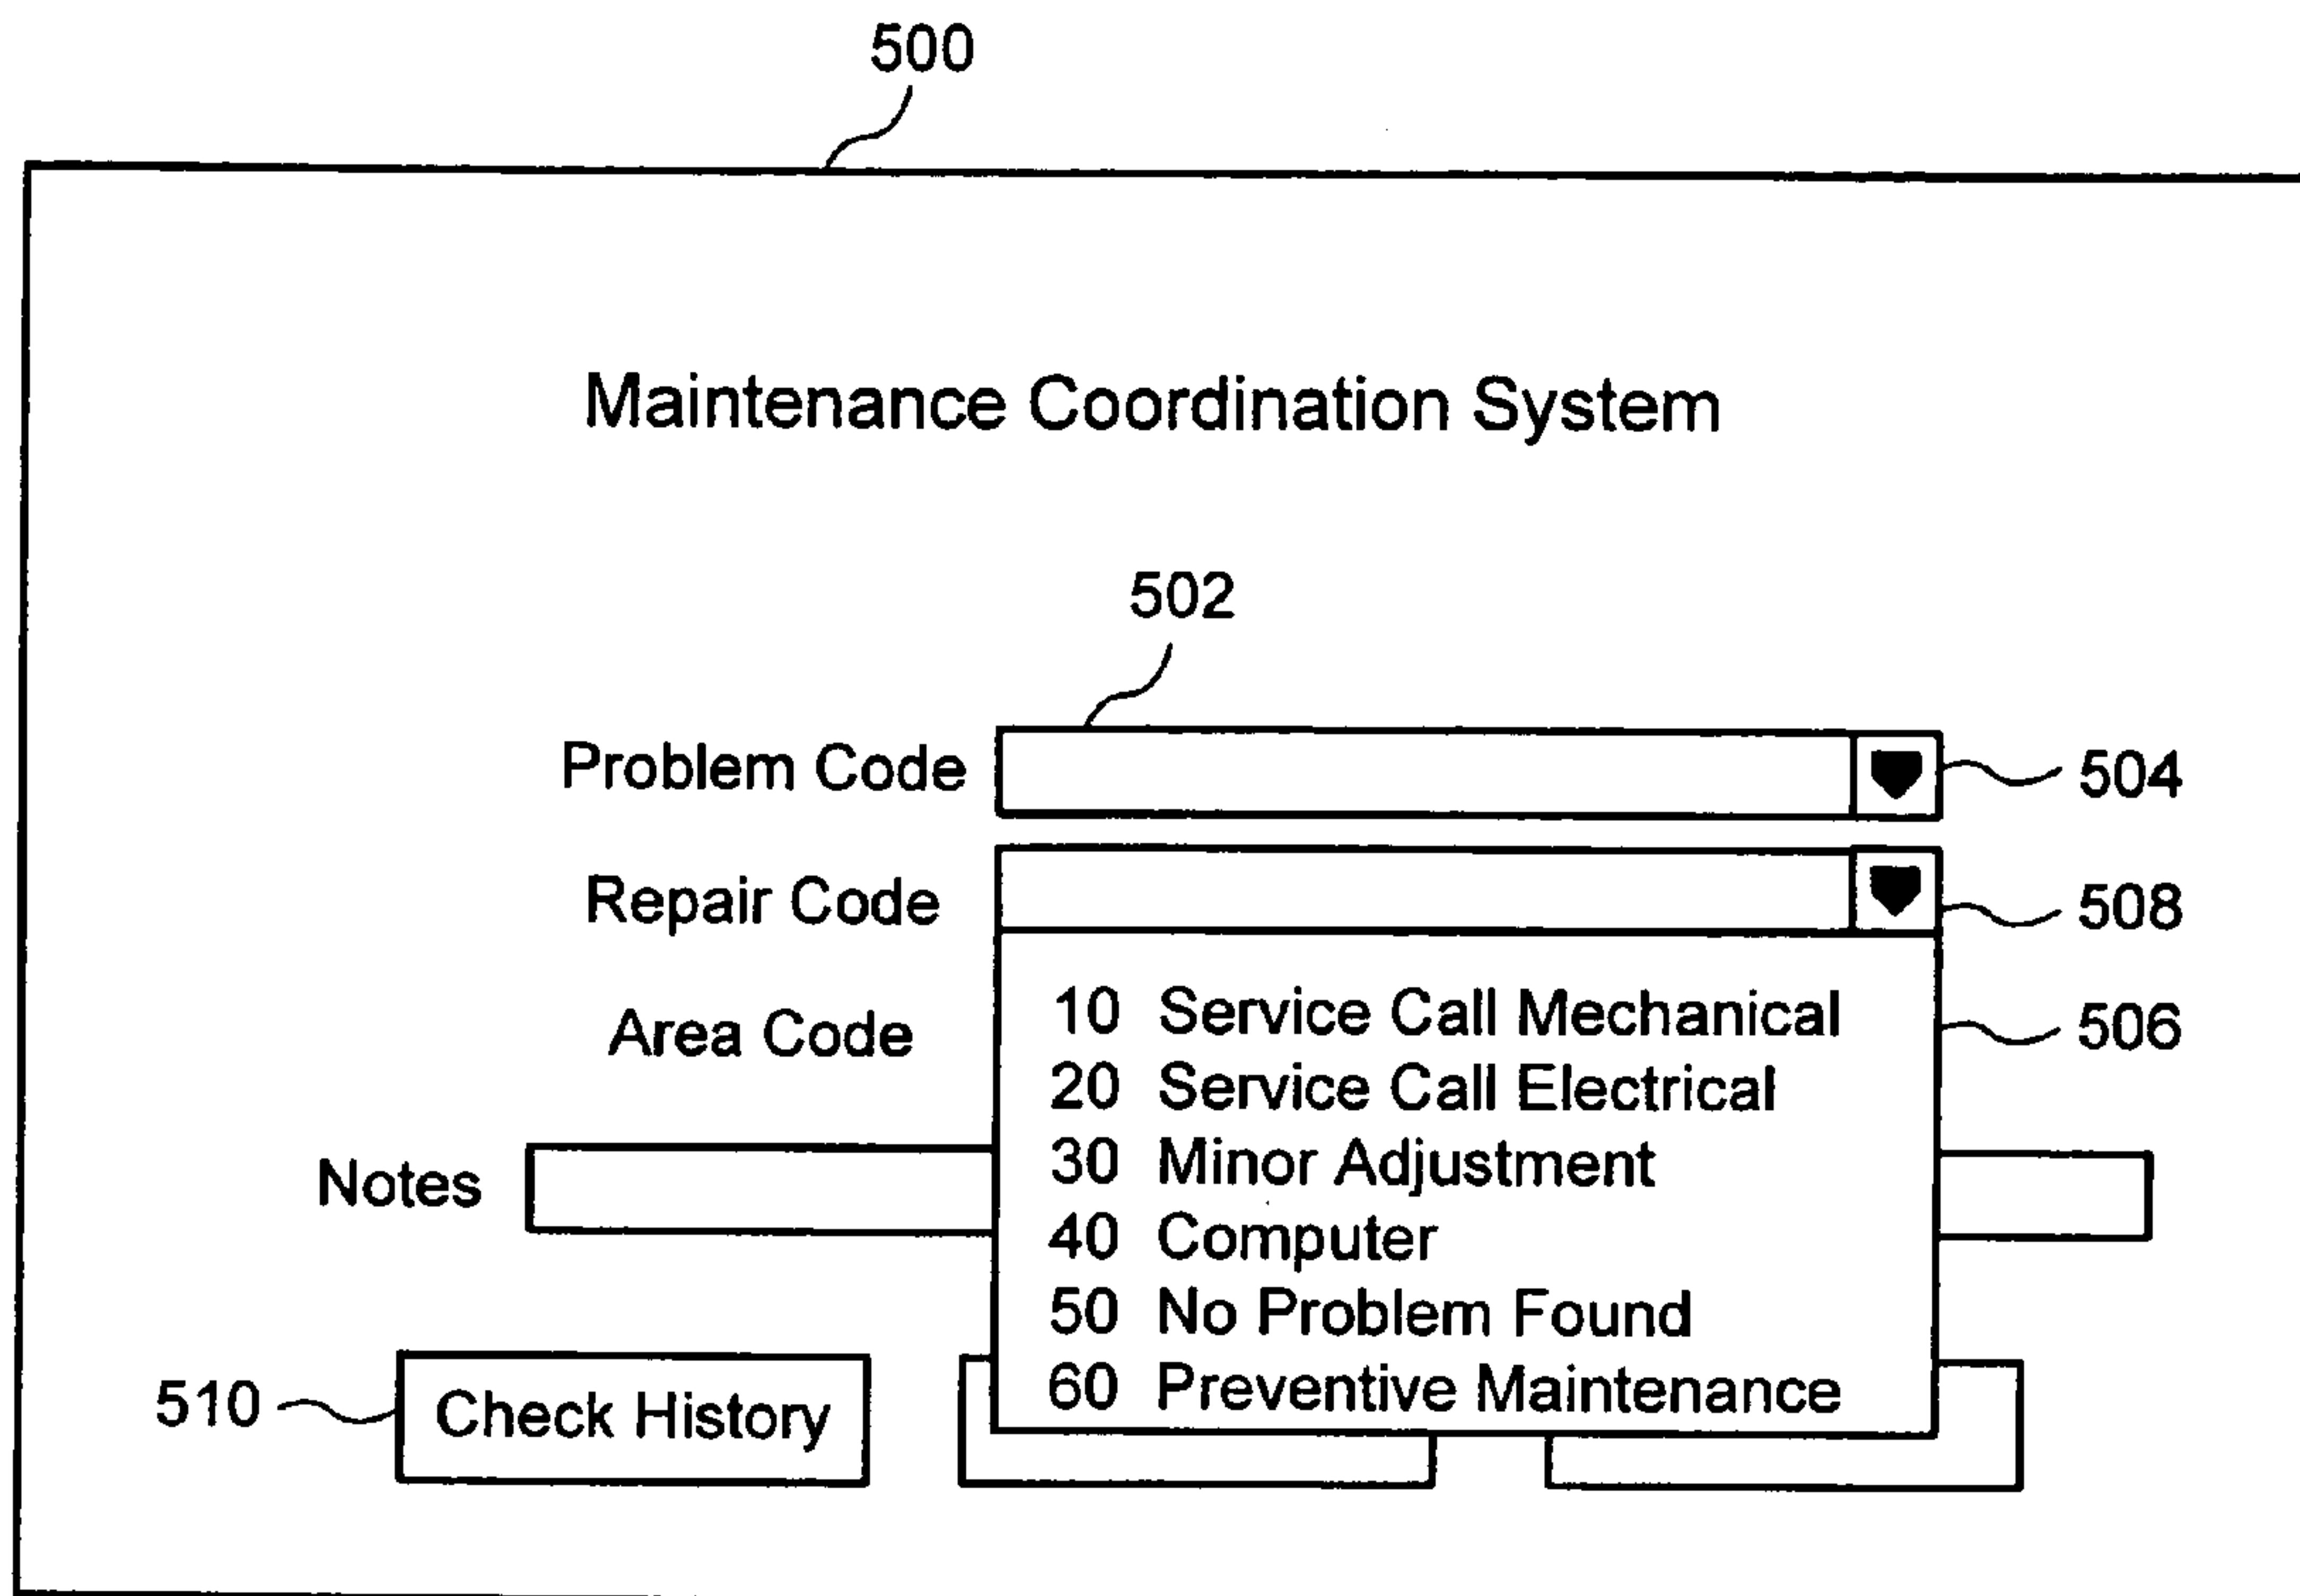 500
Maintenance Coordination System
502
Problem Code 504
Repair Code 508
10 Service Call Mechanical
Area Code 506
20 Service Call Electrical
30 Minor Adjustment
Notes
40 Computer
50 No Problem Found
60 Preventive Maintenance
510 Check History